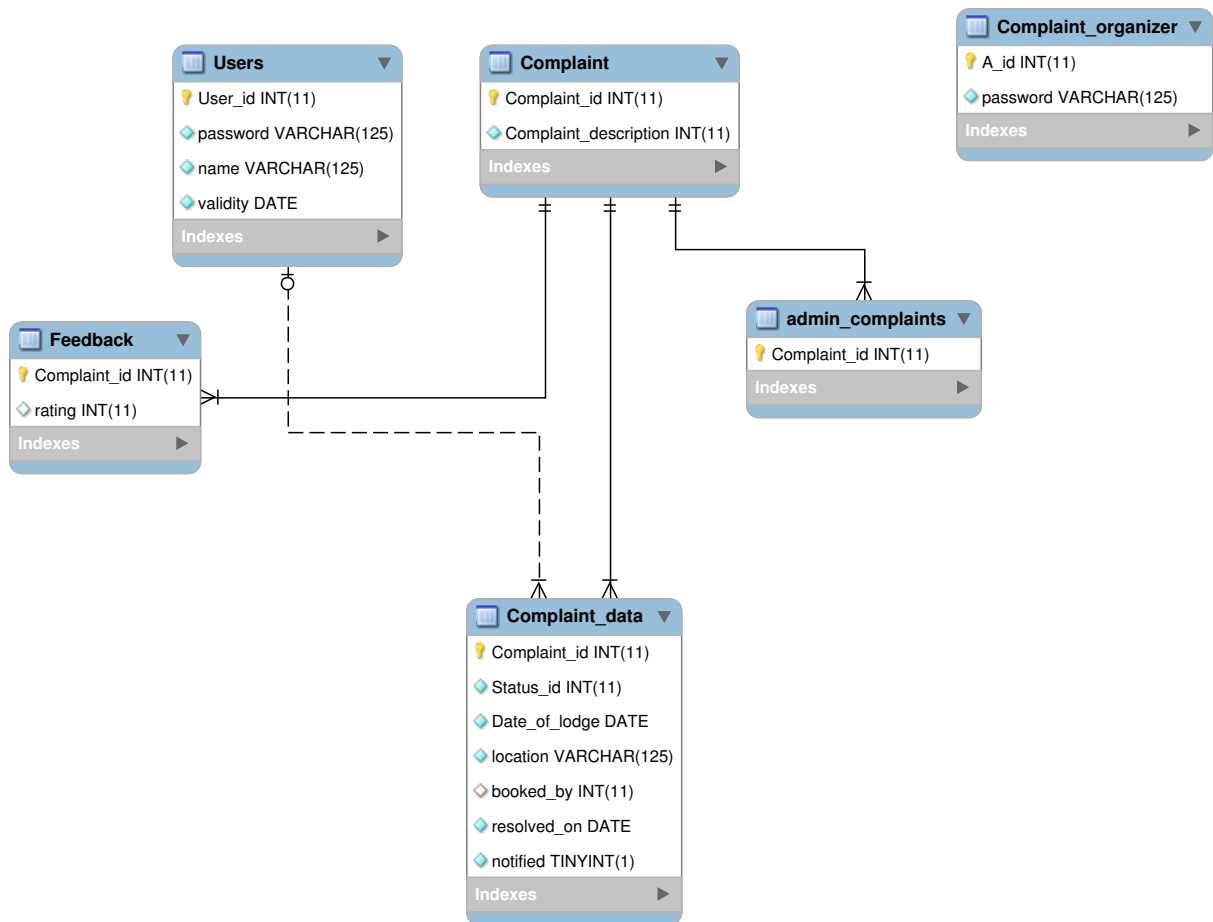 Users
User_id INT(11)
password VARCHAR(125)
name VARCHAR(125)
validity DATE
Indexes
Complaint
Complaint_id INT(11)
Complaint_description INT(11)
Indexes
Complaint_organizer
A_id INT(11)
password VARCHAR(125)
Indexes
Feedback
Complaint_id INT(11)
rating INT(11)
Indexes
admin_complaints
Complaint_id INT(11)
Indexes
Complaint_data
Complaint_id INT(11)
Status_id INT(11)
Date_of_lodge DATE
location VARCHAR(125)
booked_by INT(11)
resolved_on DATE
notified TINYINT(1)
Indexes